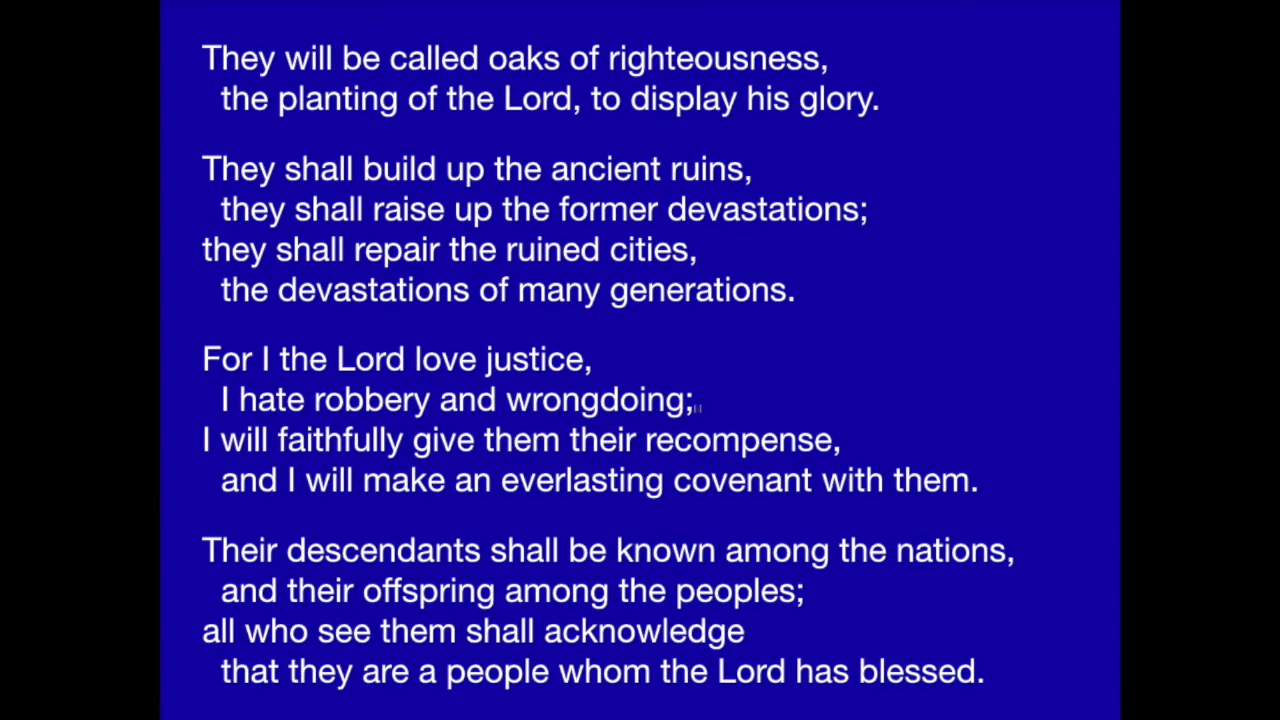 They will be called oaks of righteousness,
the planting of the Lord, to display his glory.
They shall build up the ancient ruins,
they shall raise up the former devastations;
they shall repair the ruined cities,
the devastations of many generations.
For I the Lord love justice,
I hate robbery and wrongdoing;
I will faithfully give them their recompense,
and I will make an everlasting covenant with them.
Their descendants shall be known among the nations,
and their offspring among the peoples;
all who see them shall acknowledge
that they are a people whom the Lord has blessed.